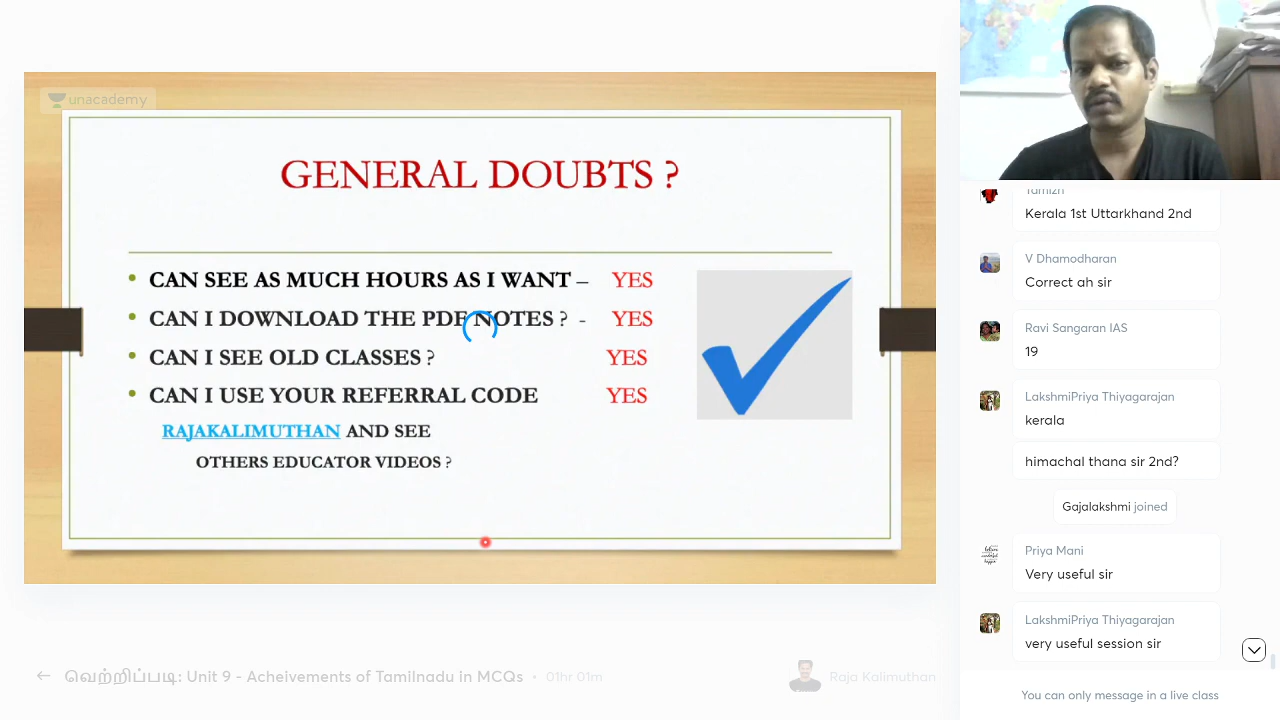 unacademy
GENERAL DOUBTS ?
• CAN SEE AS MUCH HOURS AS I WANT – YES
• CAN I DOWNLOAD THE PDF NOTES ? - YES
• CAN I SEE OLD CLASSES ? YES
• CAN I USE YOUR REFERRAL CODE YES
RAJAKALIMUTHAN AND SEE
OTHERS EDUCATOR VIDEOS ?
வெற்றிப்படி: Unit 9 - Acheivements of Tamilnadu in MCQs • 01hr 01m
Raja Kalimuthan
Tamizh
Kerala 1st Uttarkhand 2nd
V Dhamodharan
Correct ah sir
Ravi Sangaran IAS
19
LakshmiPriya Thiyagarajan
kerala
himachal thana sir 2nd?
Gajalakshmi joined
Priya Mani
Very useful sir
LakshmiPriya Thiyagarajan
very useful session sir
You can only message in a live class